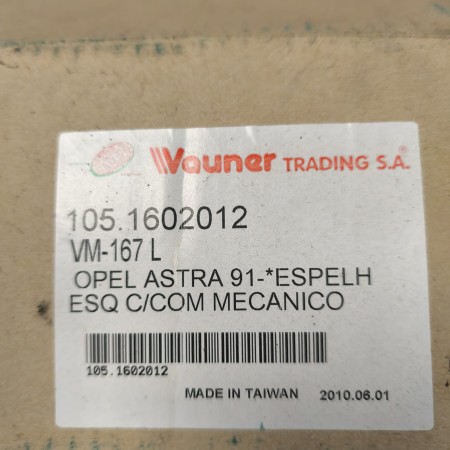 Wauner TRADING S.A.
105.1602012
VM-167 L
OPEL ASTRA 91-*ESPELH
ESQ C/COM MECANICO
105.1602012
MADE IN TAIWAN 2010.06.01